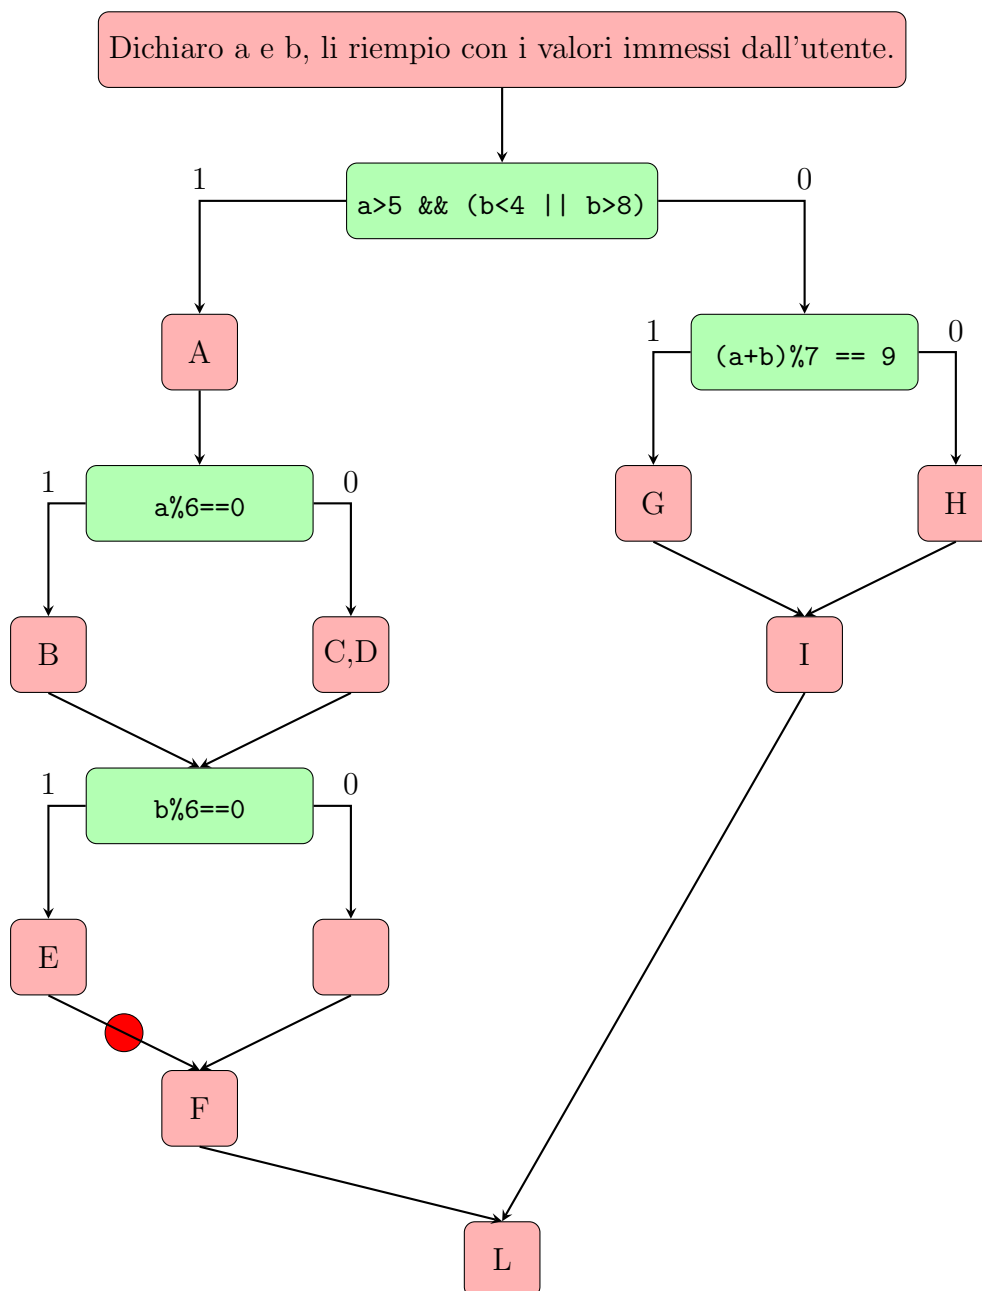 Dichiaro a e b, li riempio con i valori immessi dall'utente.
1
a>5 && (b<4 || b>8)
0
A
1
(a+b)%7 == 9
0
1
a%6==0
0
G
H
B
C,D
I
1
b%6==0
0
E
F
L